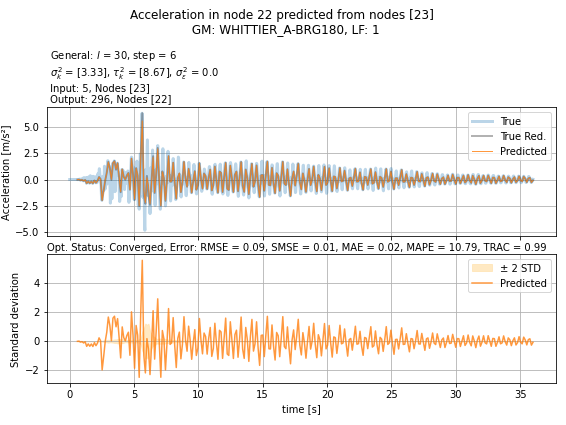 Acceleration in node 22 predicted from nodes [23]
GM: WHITTIER_A-BRG180, LF: 1
General: l = 30, step = 6
σ²ₖ = [3.33], τ²ₖ = [8.67], σ²ε = 0.0
Input: 5, Nodes [23]
Output: 296, Nodes [22]
Acceleration [m/s²]
5.0
2.5
0.0
−2.5
−5.0
True
True Red.
Predicted
Opt. Status: Converged, Error: RMSE = 0.09, SMSE = 0.01, MAE = 0.02, MAPE = 10.79, TRAC = 0.99
Standard deviation
4
2
0
−2
± 2 STD
Predicted
0 5 10 15 20 25 30 35
time [s]